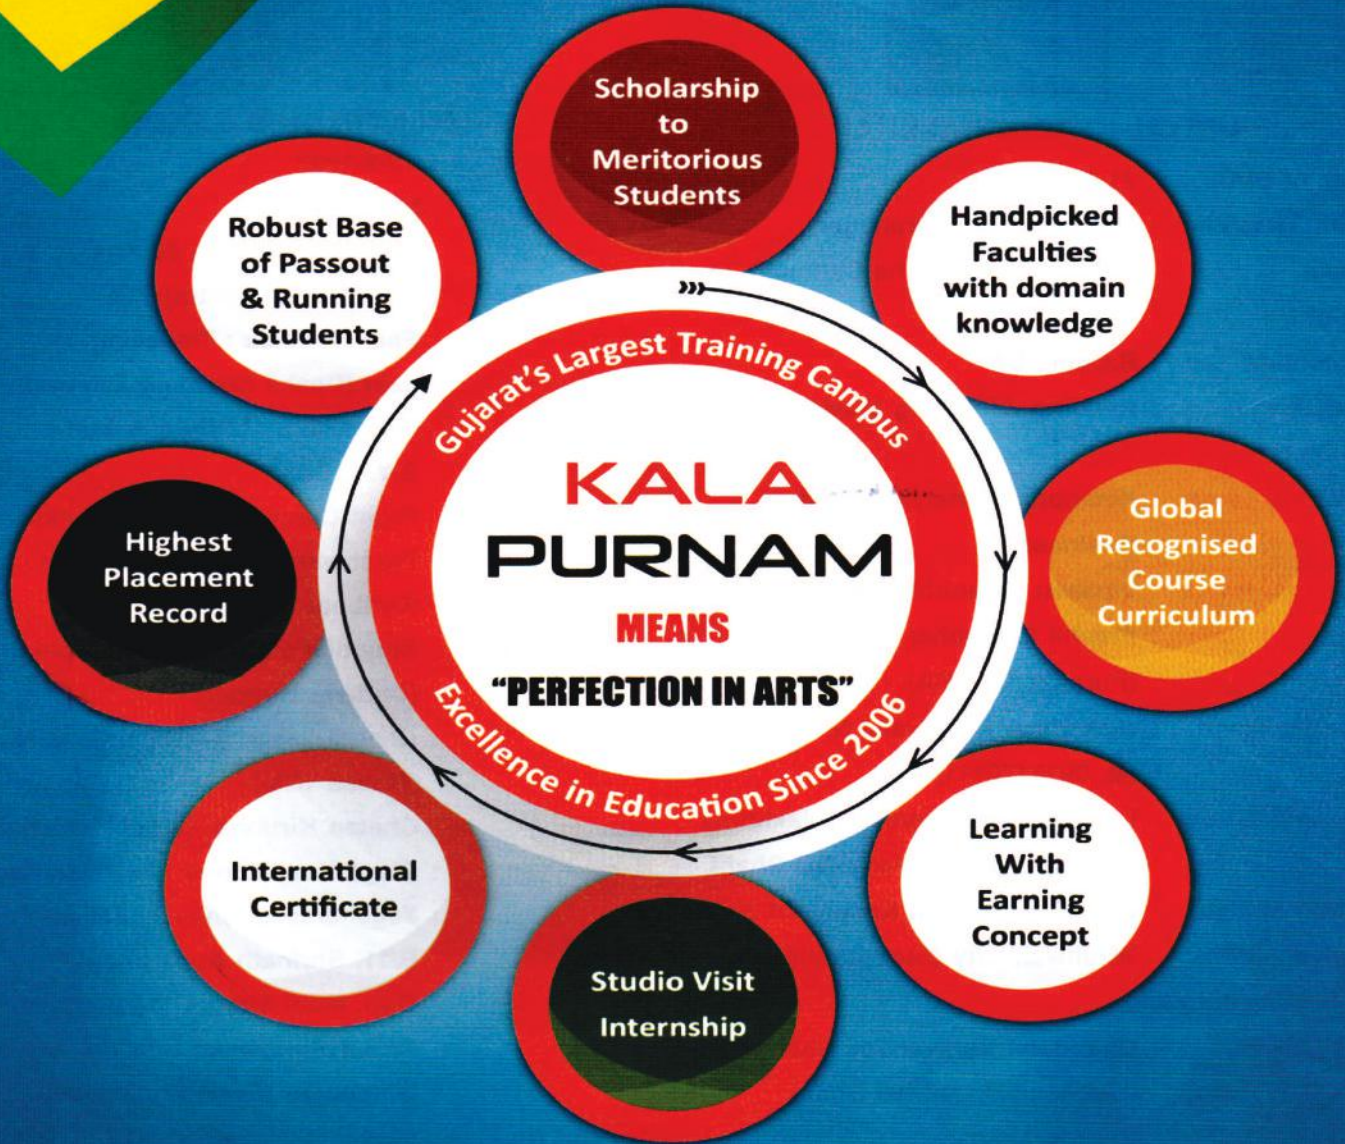 Scholarship
to
Meritorious
Students
Handpicked
Faculties
with domain
knowledge
Global
Recognised
Course
Curriculum
Learning
With
Earning
Concept
Studio Visit
Internship
International
Certificate
Highest
Placement
Record
Robust Base
of Passout
& Running
Students
Gujarat's Largest Training Campus
KALA
PURNAM
MEANS
“PERFECTION IN ARTS”
Excellence in Education Since 2006